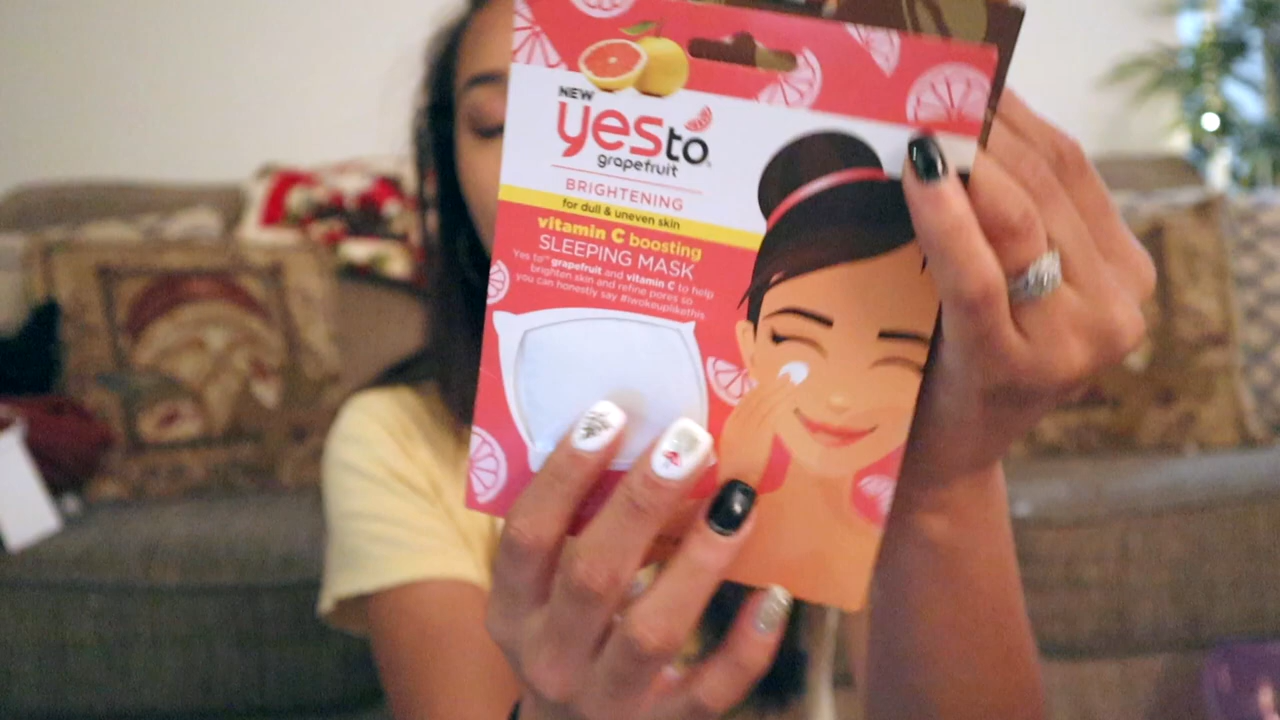 NEW
yes to
grapefruit
BRIGHTENING
for dull & uneven skin
vitamin C boosting
SLEEPING MASK
Yes to™ grapefruit and vitamin C to help
brighten skin and refine pores so
you can honestly say #iwokeuplikethis